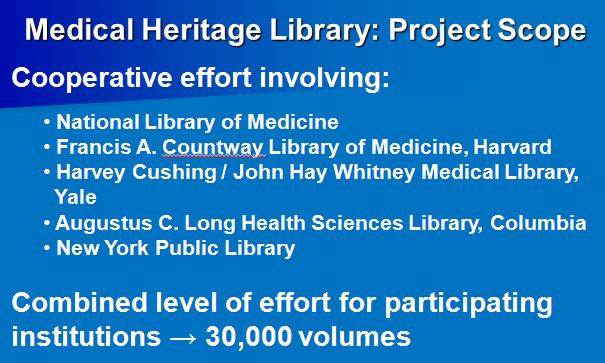 Medical Heritage Library: Project Scope
Cooperative effort involving:
• National Library of Medicine
• Francis A. Countway Library of Medicine, Harvard
• Harvey Cushing / John Hay Whitney Medical Library,
Yale
• Augustus C. Long Health Sciences Library, Columbia
• New York Public Library
Combined level of effort for participating
institutions → 30,000 volumes